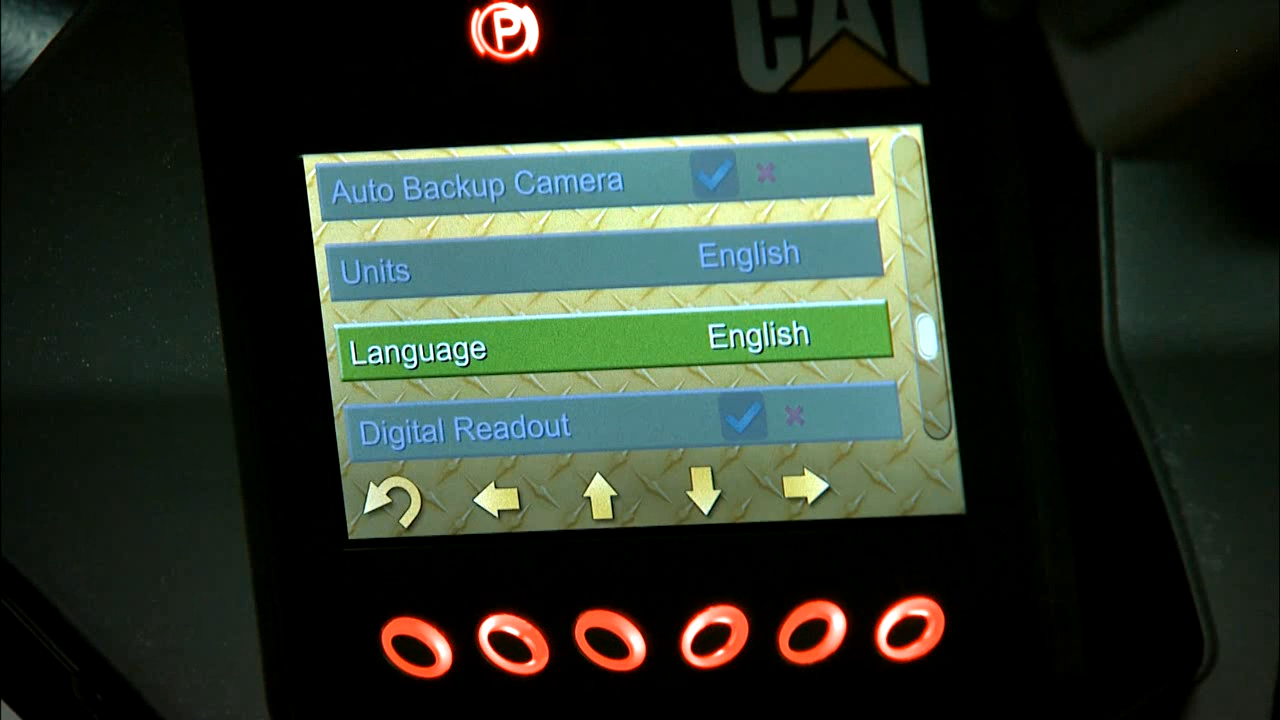 P
CAT
Auto Backup Camera
Units English
Language English
Digital Readout